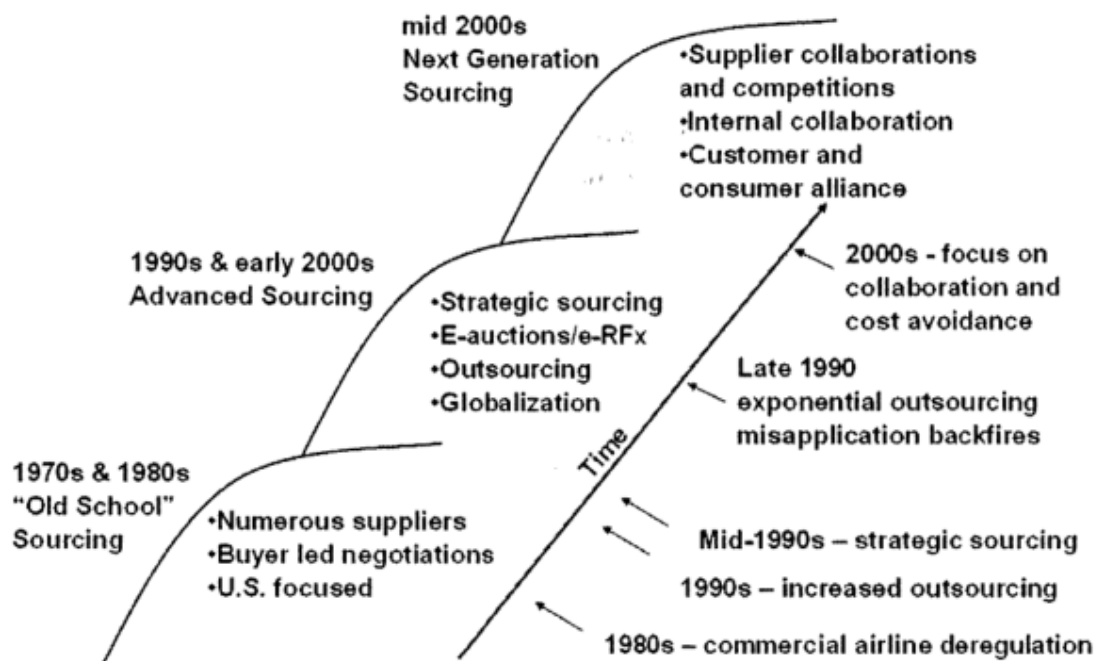 mid 2000s
Next Generation
Sourcing
•Supplier collaborations
and competitions
•Internal collaboration
•Customer and
consumer alliance
1990s & early 2000s
Advanced Sourcing
•Strategic sourcing
•E-auctions/e-RFx
•Outsourcing
•Globalization
2000s - focus on
collaboration and
cost avoidance
Late 1990
exponential outsourcing
misapplication backfires
Time
1970s & 1980s
“Old School”
Sourcing
•Numerous suppliers
•Buyer led negotiations
•U.S. focused
Mid-1990s – strategic sourcing
1990s – increased outsourcing
1980s – commercial airline deregulation